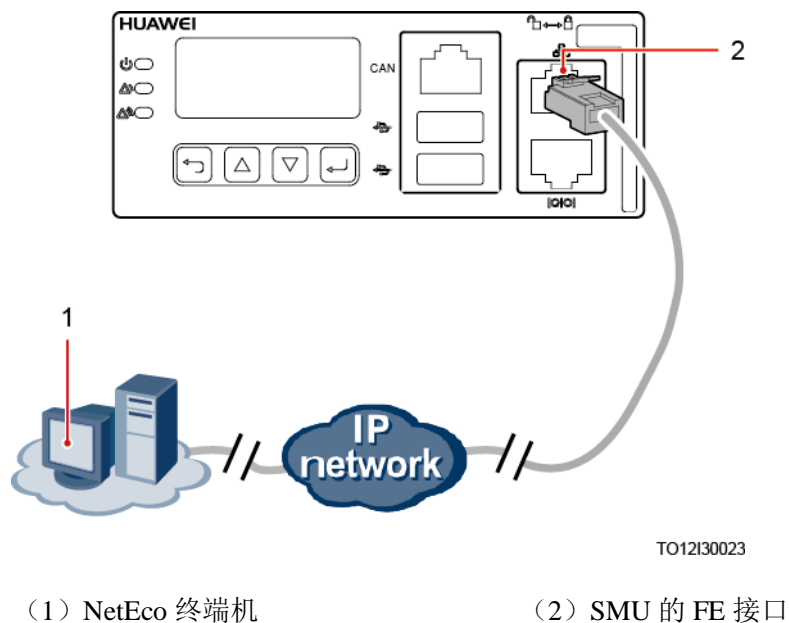 HUAWEI
CAN
2
|O|O|
1
IP
network
TO12I30023
（1）NetEco 终端机
（2）SMU 的 FE 接口